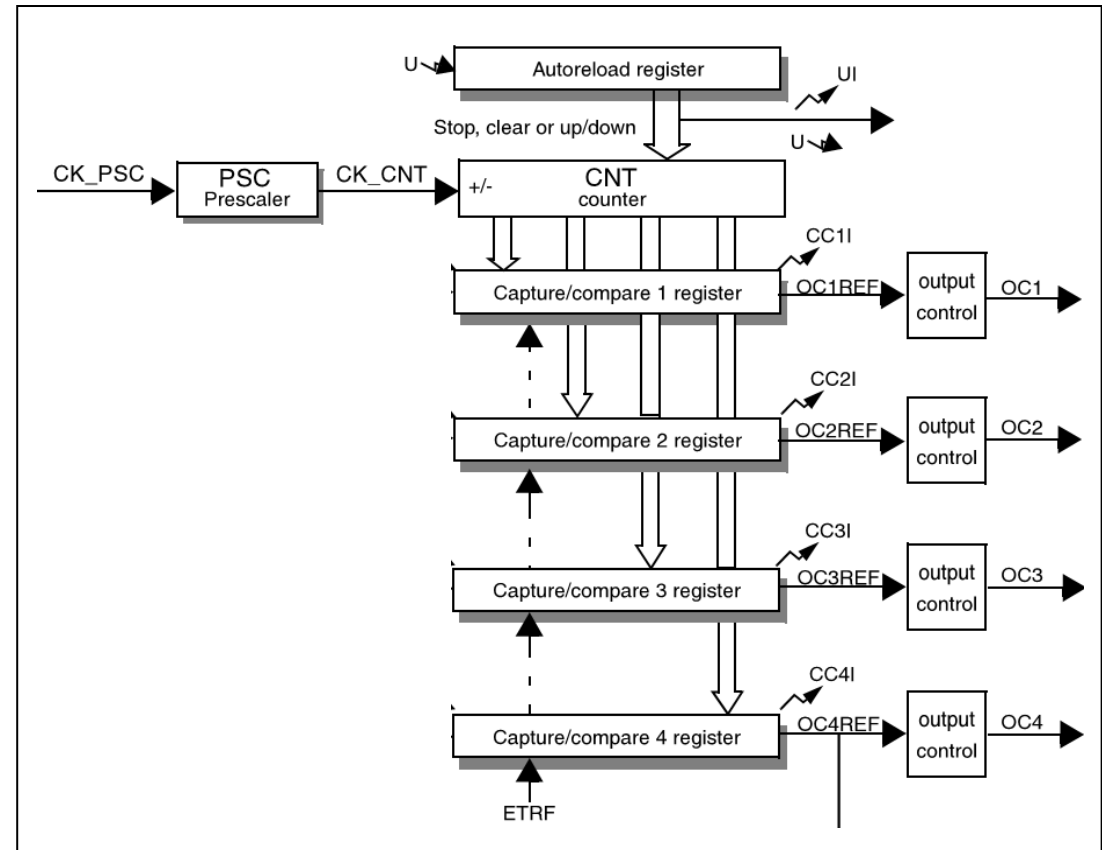 U
Autoreload register
UI
Stop, clear or up/down
U
CK_PSC
PSC
Prescaler
CK_CNT
+/-
CNT
counter
CC1I
Capture/compare 1 register
OC1REF
output
control
OC1
CC2I
Capture/compare 2 register
OC2REF
output
control
OC2
CC3I
Capture/compare 3 register
OC3REF
output
control
OC3
CC4I
Capture/compare 4 register
OC4REF
output
control
OC4
ETRF